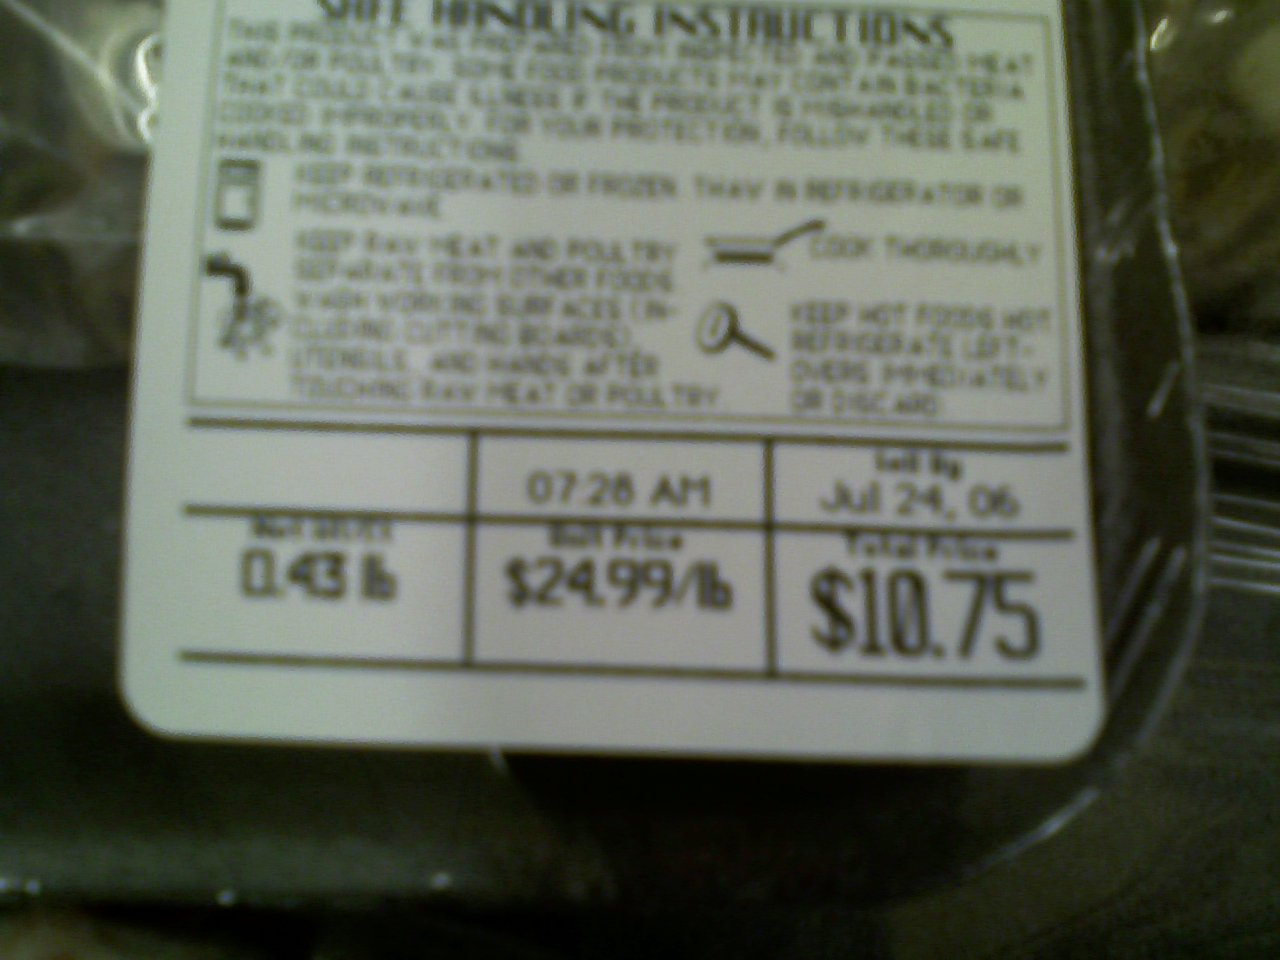 SAFE HANDLING INSTRUCTIONS
THIS PRODUCT WAS PREPARED FROM INSPECTED AND PASSED MEAT
AND/OR POULTRY. SOME FOOD PRODUCTS MAY CONTAIN BACTERIA
THAT COULD CAUSE ILLNESS IF THE PRODUCT IS MISHANDLED OR
COOKED IMPROPERLY. FOR YOUR PROTECTION, FOLLOW THESE SAFE
HANDLING INSTRUCTIONS.
KEEP REFRIGERATED OR FROZEN. THAW IN REFRIGERATOR OR
MICROWAVE
KEEP RAW MEAT AND POULTRY
SEPARATE FROM OTHER FOODS.
WASH WORKING SURFACES (IN-
CLUDING CUTTING BOARDS),
UTENSILS, AND HANDS AFTER
TOUCHING RAW MEAT OR POULTRY
COOK THOROUGHLY
KEEP HOT FOODS HOT.
REFRIGERATE LEFT-
OVERS IMMEDIATELY
OR DISCARD
07:28 AM
Sell By
Jul 24, 06
Net Wt/Ct
0.43 lb
Unit Price
$24.99/lb
Total Price
$10.75